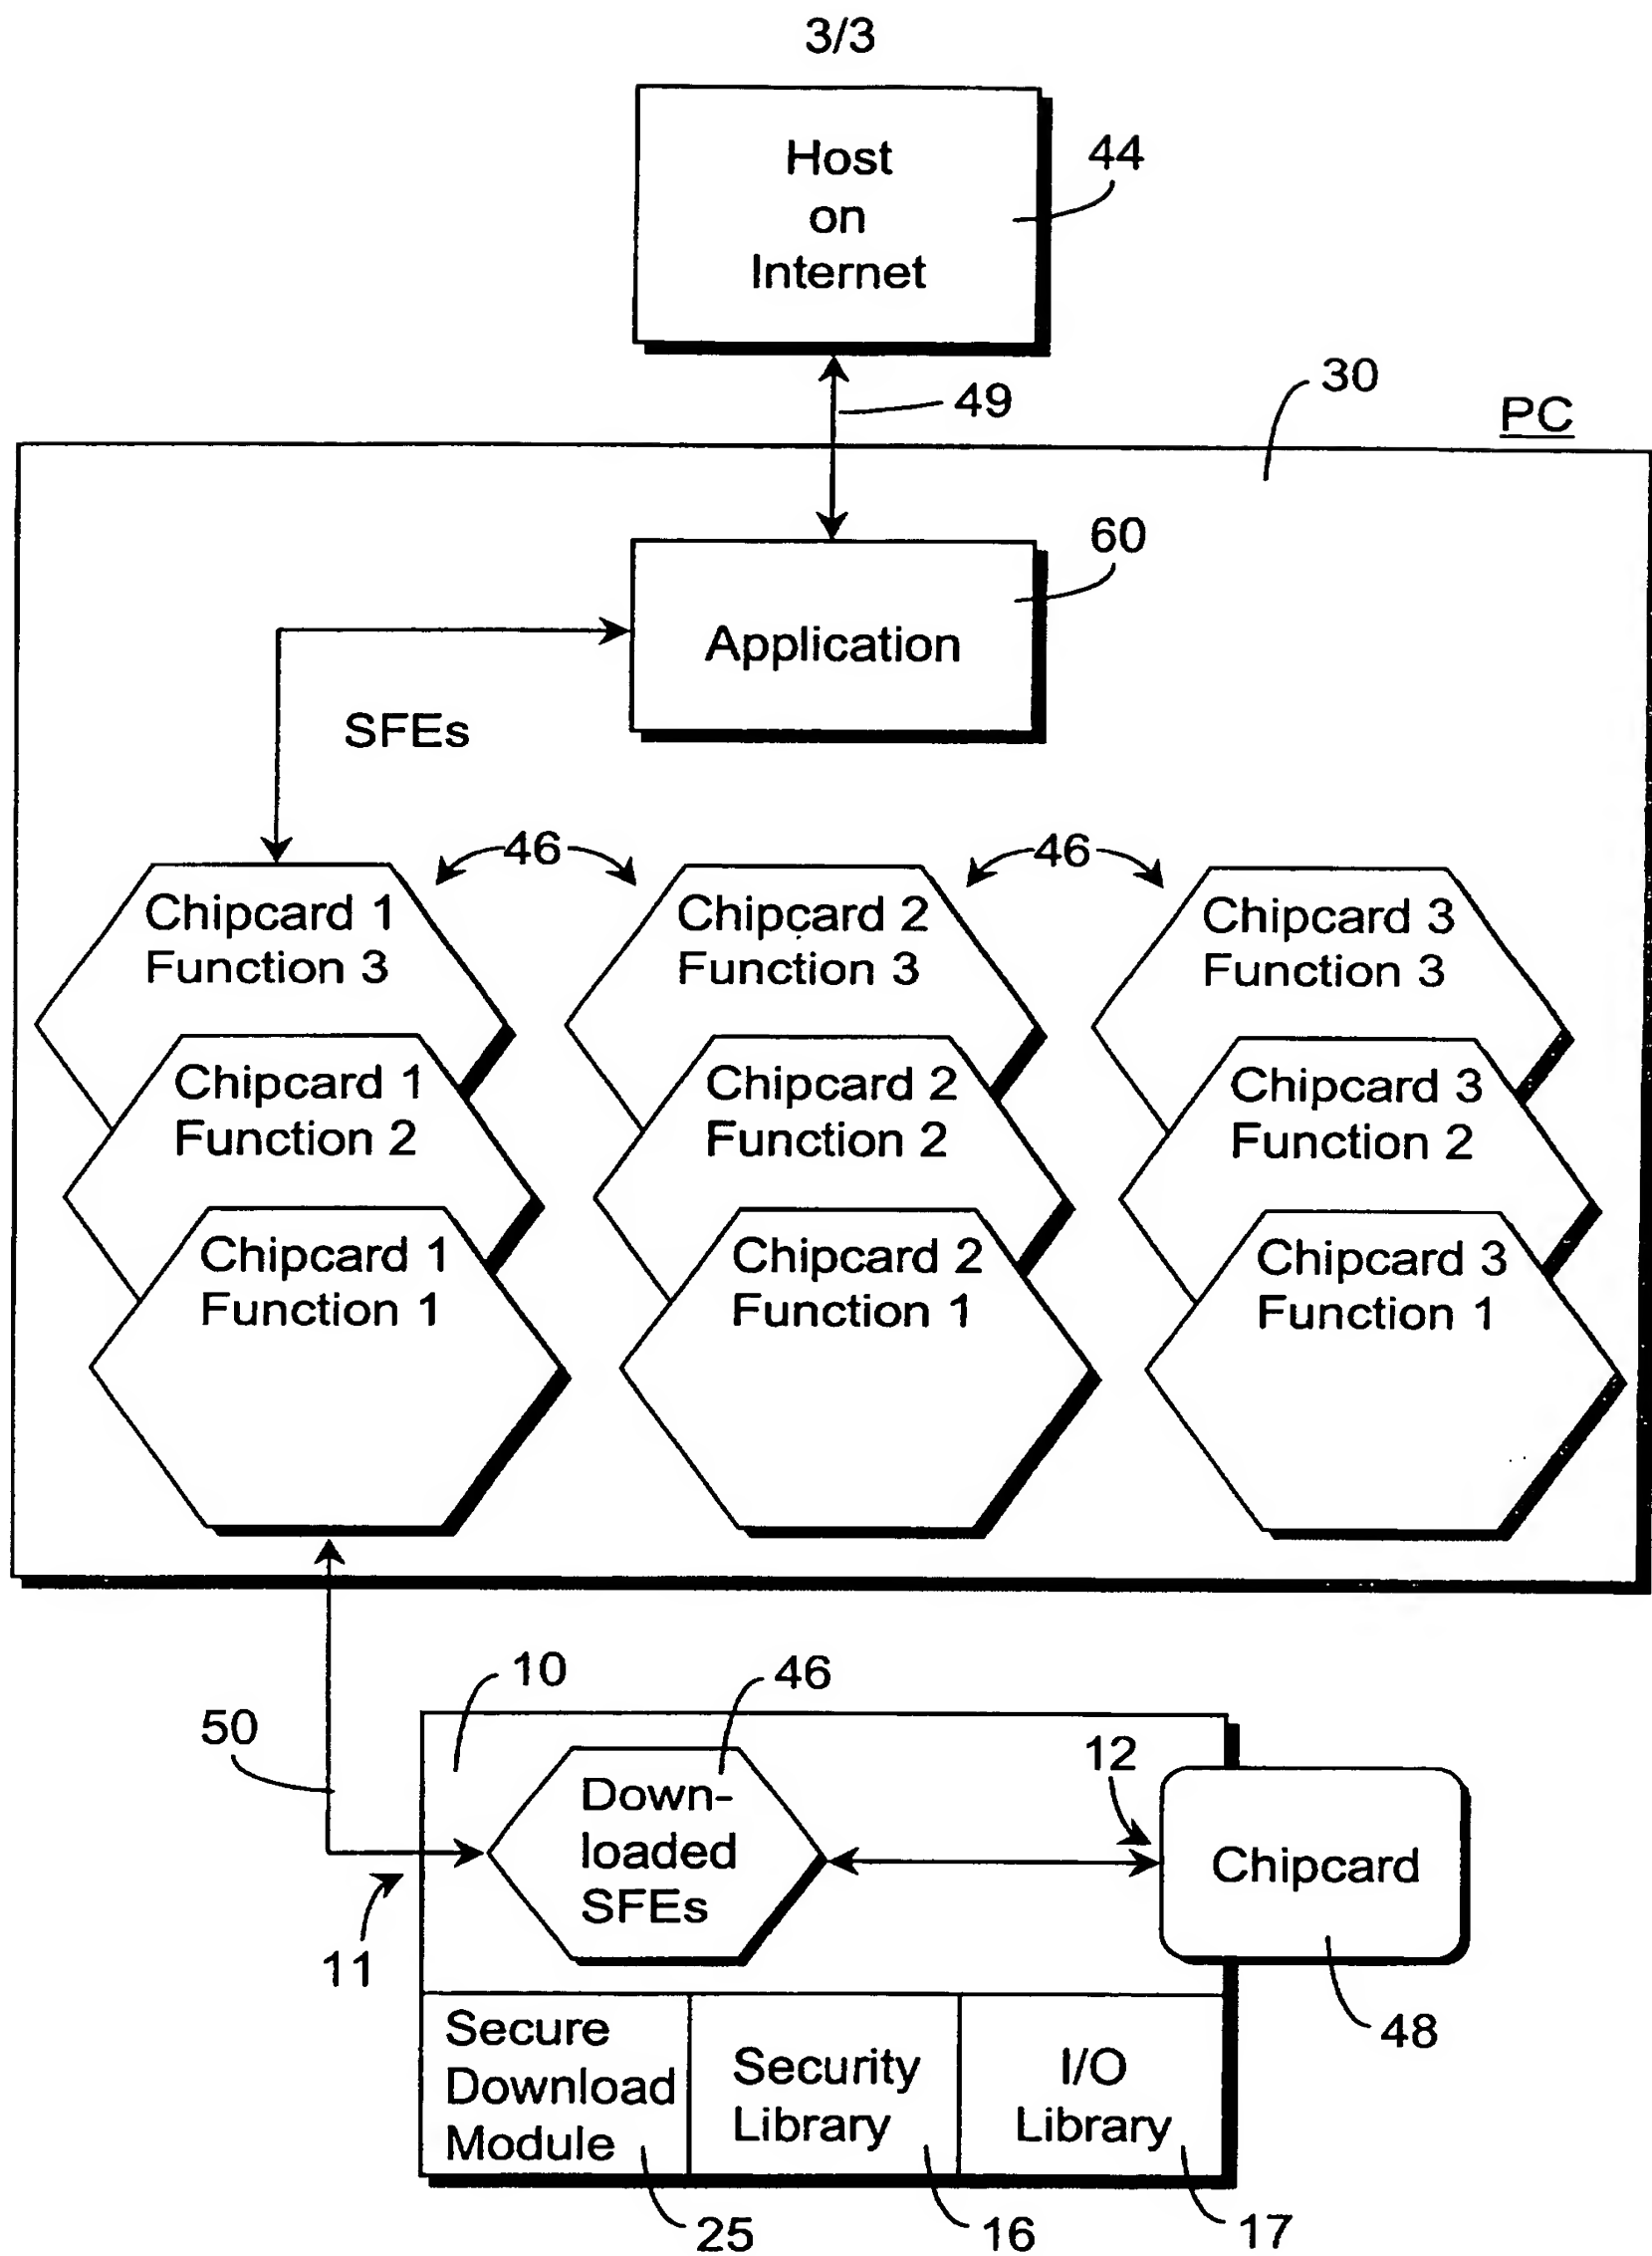 3/3
Host
on
Internet
44
49
30
PC
60
Application
SFEs
46
46
Chipcard 1
Function 3
Chipcard 2
Function 3
Chipcard 3
Function 3
Chipcard 1
Function 2
Chipcard 2
Function 2
Chipcard 3
Function 2
Chipcard 1
Function 1
Chipcard 2
Function 1
Chipcard 3
Function 1
10
46
50
12
Down-
loaded
SFEs
Chipcard
11
48
Secure
Download
Module
Security
Library
I/O
Library
25
16
17